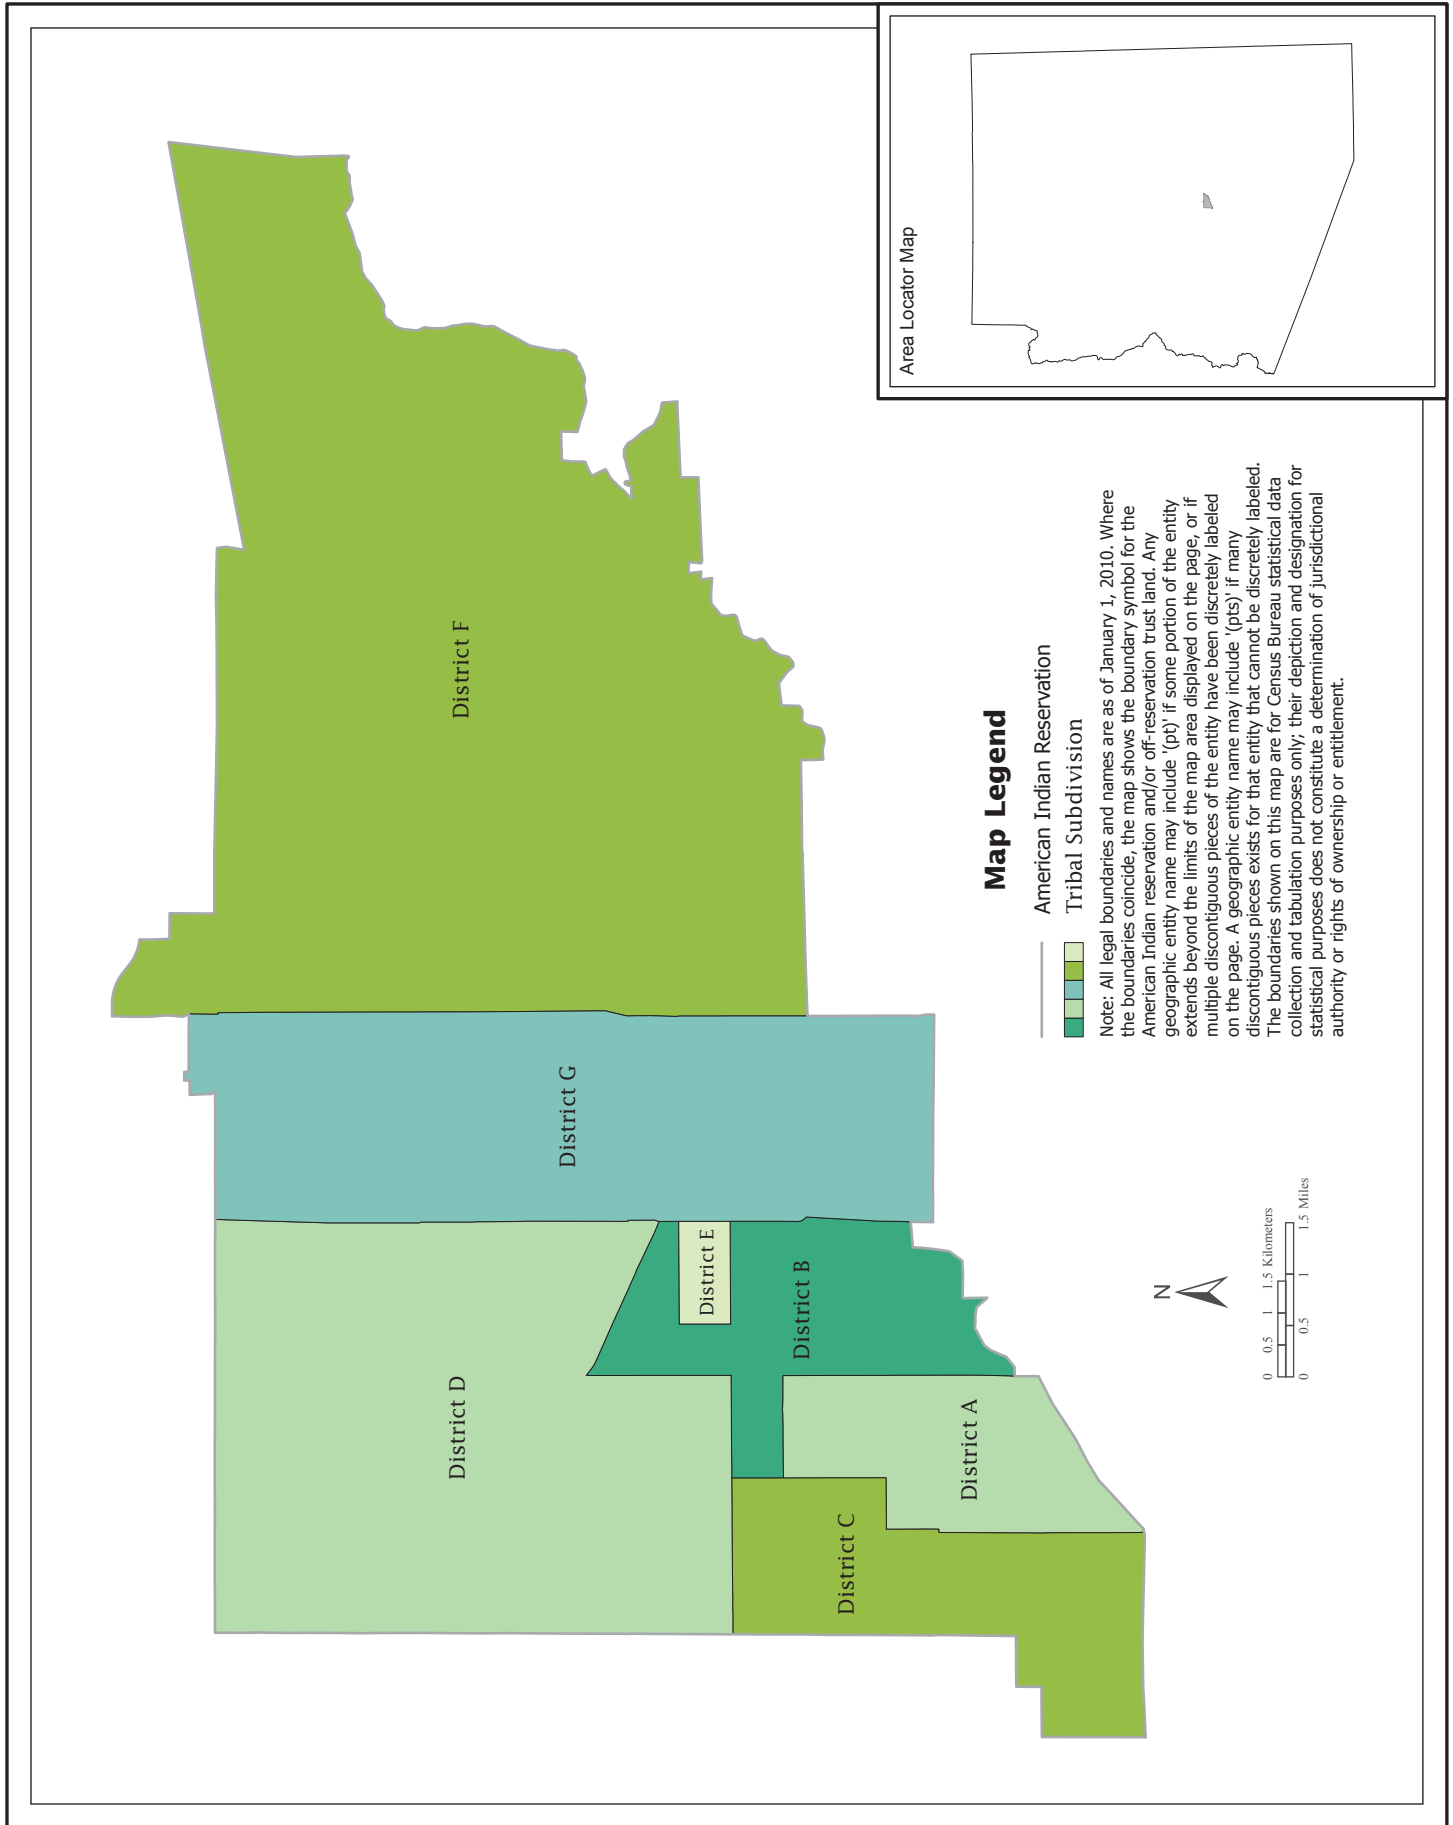 Area Locator Map
District F
District G
District D
District E
District B
District A
District C
Map Legend
American Indian Reservation
Tribal Subdivision
Note: All legal boundaries and names are as of January 1, 2010. Where
the boundaries coincide, the map shows the boundary symbol for the
American Indian reservation and/or off-reservation trust land. Any
geographic entity name may include '(pt)' if some portion of the entity
extends beyond the limits of the map area displayed on the page, or if
multiple discontiguous pieces of the entity have been discretely labeled
on the page. A geographic entity name may include '(pts)' if many
discontiguous pieces exists for that entity that cannot be discretely labeled.
The boundaries shown on this map are for Census Bureau statistical data
collection and tabulation purposes only; their depiction and designation for
statistical purposes does not constitute a determination of jurisdictional
authority or rights of ownership or entitlement.
N
0 0.5 1 1.5 Kilometers
0 0.5 1 1.5 Miles